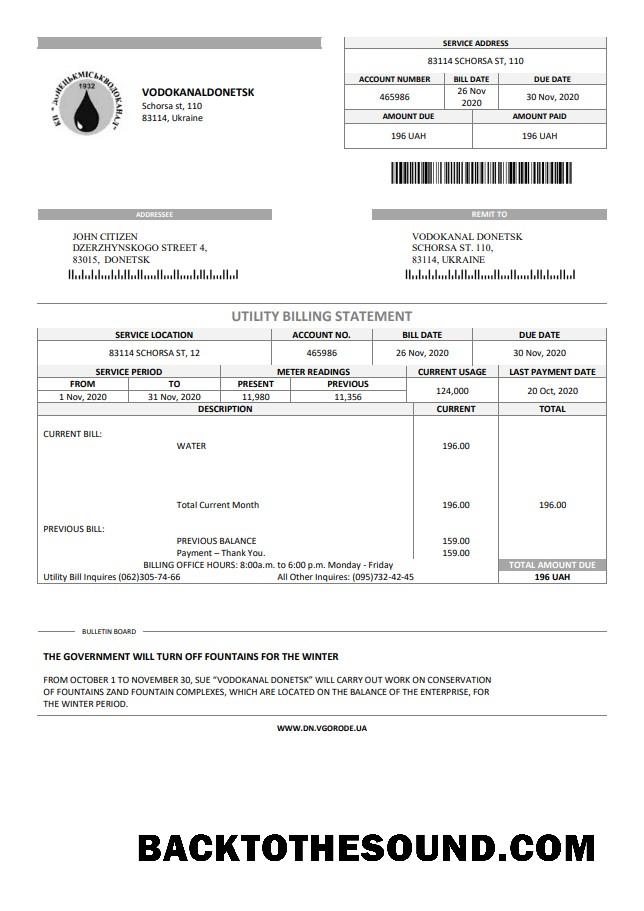 SERVICE ADDRESS
83114 SCHORSA ST, 110
ACCOUNT NUMBER BILL DATE DUE DATE
465986 26 Nov 2020 30 Nov, 2020
AMOUNT DUE AMOUNT PAID
196 UAH 196 UAH
КП "ДОНЕЦЬКМІСЬКВОДОКАНАЛ"
1932
VODOKANALDONETSK
Schorsa st, 110
83114, Ukraine
ADDRESSEE
JOHN CITIZEN
DZERZHYNSKOGO STREET 4,
83015, DONETSK
REMIT TO
VODOKANAL DONETSK
SCHORSA ST. 110,
83114, UKRAINE
UTILITY BILLING STATEMENT
SERVICE LOCATION ACCOUNT NO. BILL DATE DUE DATE
83114 SCHORSA ST, 12 465986 26 Nov, 2020 30 Nov, 2020
SERVICE PERIOD METER READINGS CURRENT USAGE LAST PAYMENT DATE
FROM TO PRESENT PREVIOUS 124,000 20 Oct, 2020
1 Nov, 2020 31 Nov, 2020 11,980 11,356
DESCRIPTION CURRENT TOTAL
CURRENT BILL:
WATER 196.00
Total Current Month 196.00 196.00
PREVIOUS BILL:
PREVIOUS BALANCE 159.00
Payment – Thank You. 159.00
BILLING OFFICE HOURS: 8:00a.m. to 6:00 p.m. Monday - Friday TOTAL AMOUNT DUE
Utility Bill Inquires (062)305-74-66 All Other Inquires: (095)732-42-45 196 UAH
BULLETIN BOARD
THE GOVERNMENT WILL TURN OFF FOUNTAINS FOR THE WINTER
FROM OCTOBER 1 TO NOVEMBER 30, SUE "VODOKANAL DONETSK" WILL CARRY OUT WORK ON CONSERVATION
OF FOUNTAINS ZAND FOUNTAIN COMPLEXES, WHICH ARE LOCATED ON THE BALANCE OF THE ENTERPRISE, FOR
THE WINTER PERIOD.
WWW.DN.VGORODE.UA
BACKTOTHESOUND.COM